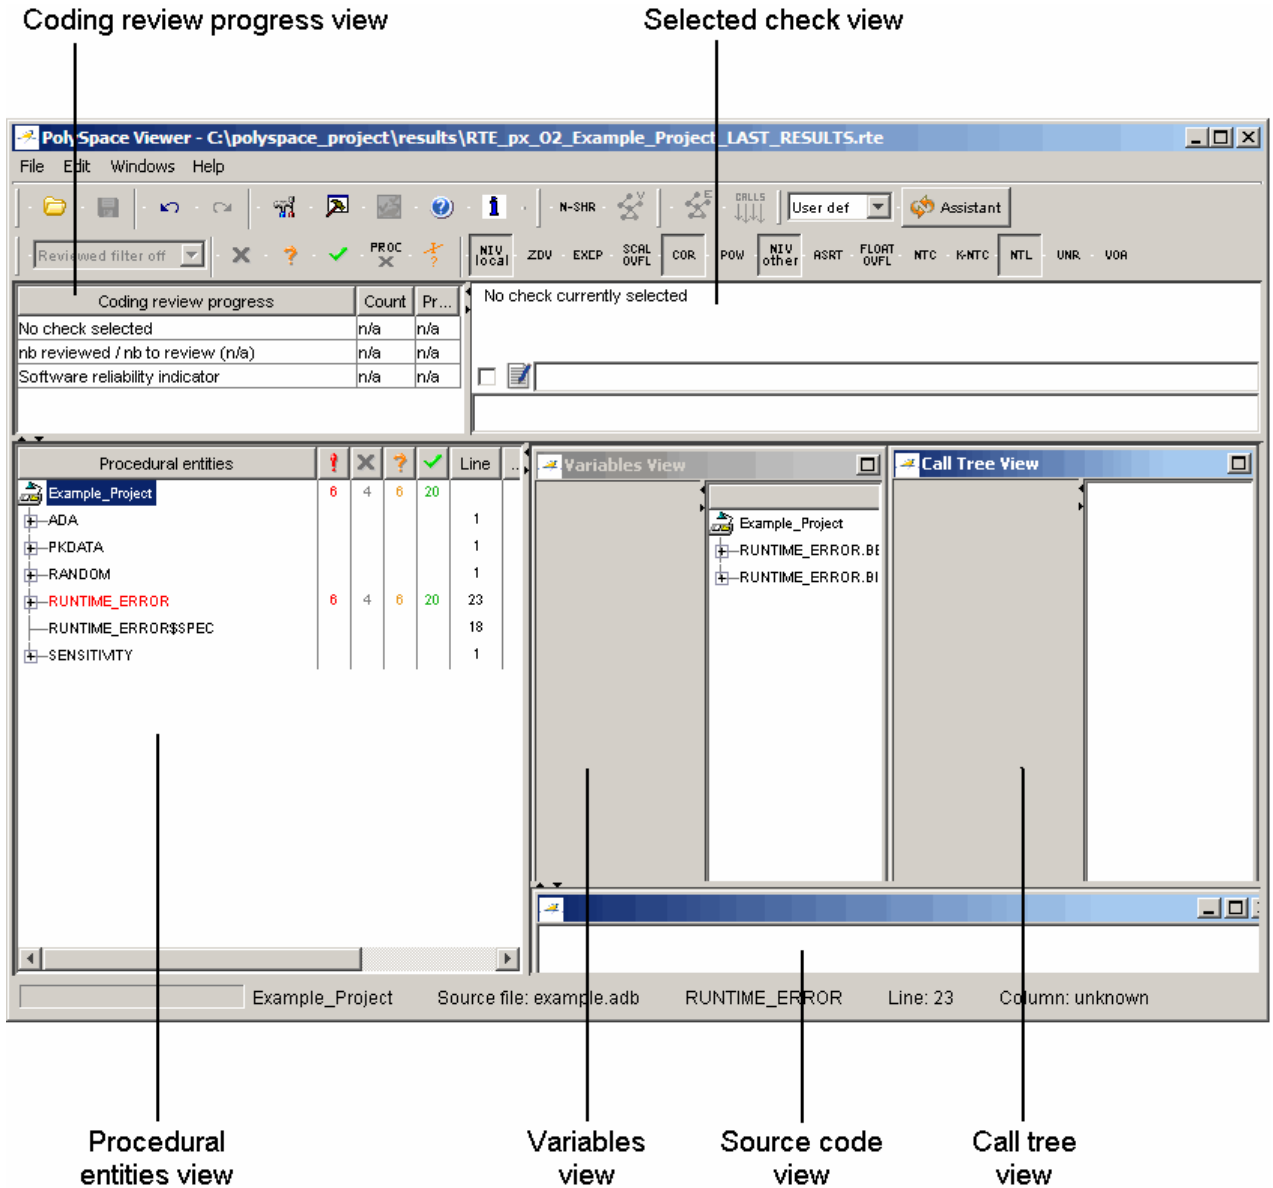 Coding review progress view
Selected check view
PolySpace Viewer - C:\polyspace_project\results\RTE_px_O2_Example_Project_LAST_RESULTS.rte
File Edit Windows Help
N-SHR V E CALLS User def Assistant
Reviewed filter off PROC NIV local ZDV EXCP SCAL OVFL COR POW NIV other ASRT FLOAT OVFL NTC K-NTC NTL UNR VOA
Coding review progress Count Pr...
No check currently selected
No check selected n/a n/a
nb reviewed / nb to review (n/a) n/a n/a
Software reliability indicator n/a n/a
Procedural entities Line ...
Variables View
Call Tree View
Example_Project 6 4 6 20
ADA 1
PKDATA 1
RANDOM 1
RUNTIME_ERROR 6 4 6 20 23
RUNTIME_ERROR$SPEC 18
SENSITIVITY 1
Example_Project
RUNTIME_ERROR.BE
RUNTIME_ERROR.BI
Example_Project Source file: example.adb RUNTIME_ERROR Line: 23 Column: unknown
Procedural entities view
Variables view
Source code view
Call tree view